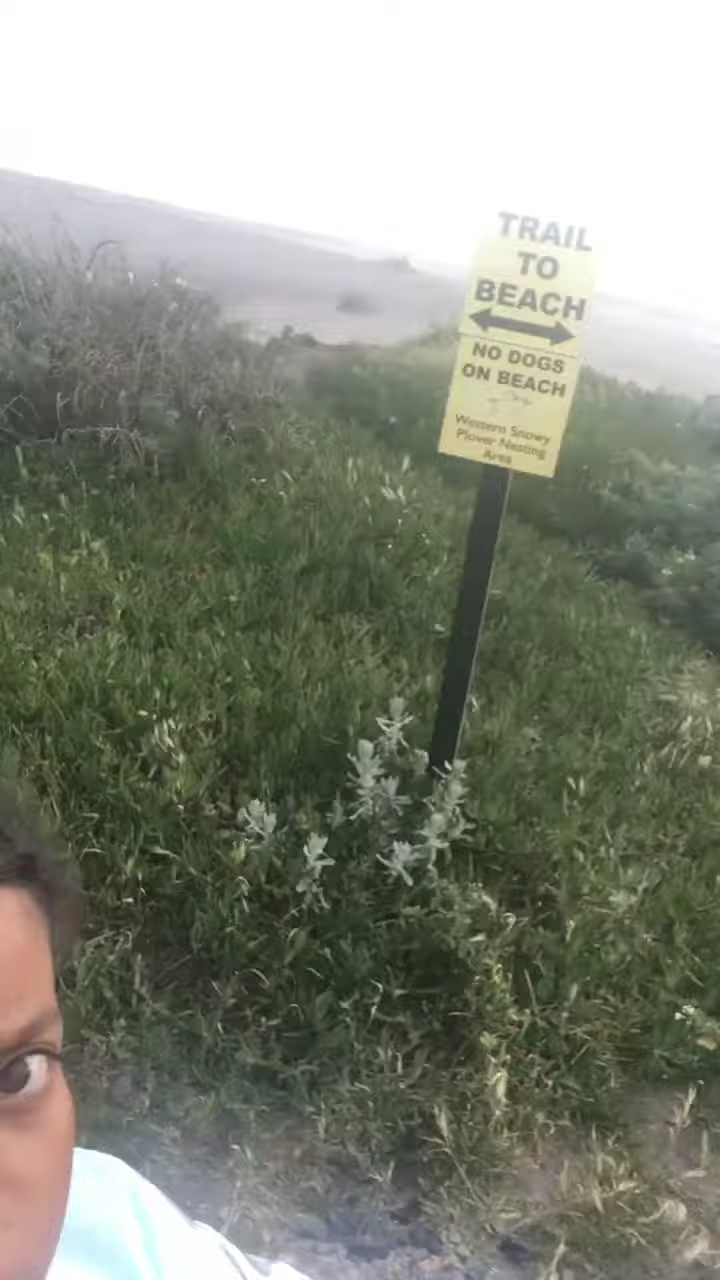 TRAIL
TO
BEACH
NO DOGS
ON BEACH
Western Snowy
Plover Nesting
Area